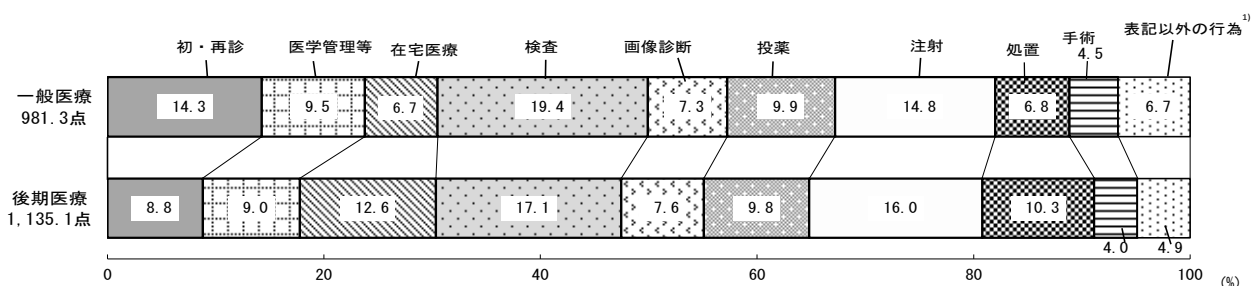 初・再診 医学管理等 在宅医療 検査 画像診断 投薬 注射 処置 手術 表記以外の行為1)
一般医療
981.3点
14.3 9.5 6.7 19.4 7.3 9.9 14.8 6.8 4.5 6.7
後期医療
1,135.1点
8.8 9.0 12.6 17.1 7.6 9.8 16.0 10.3 4.0 4.9
0 20 40 60 80 100 (%)